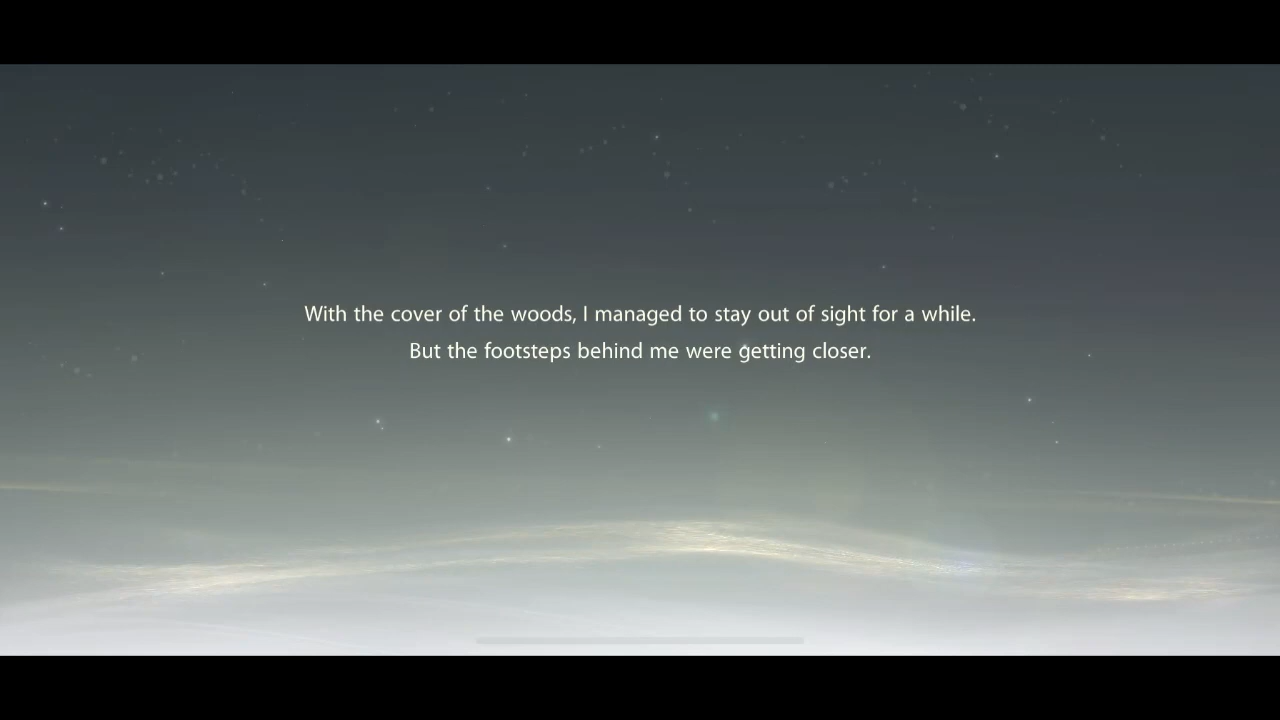 With the cover of the woods, I managed to stay out of sight for a while.
But the footsteps behind me were getting closer.